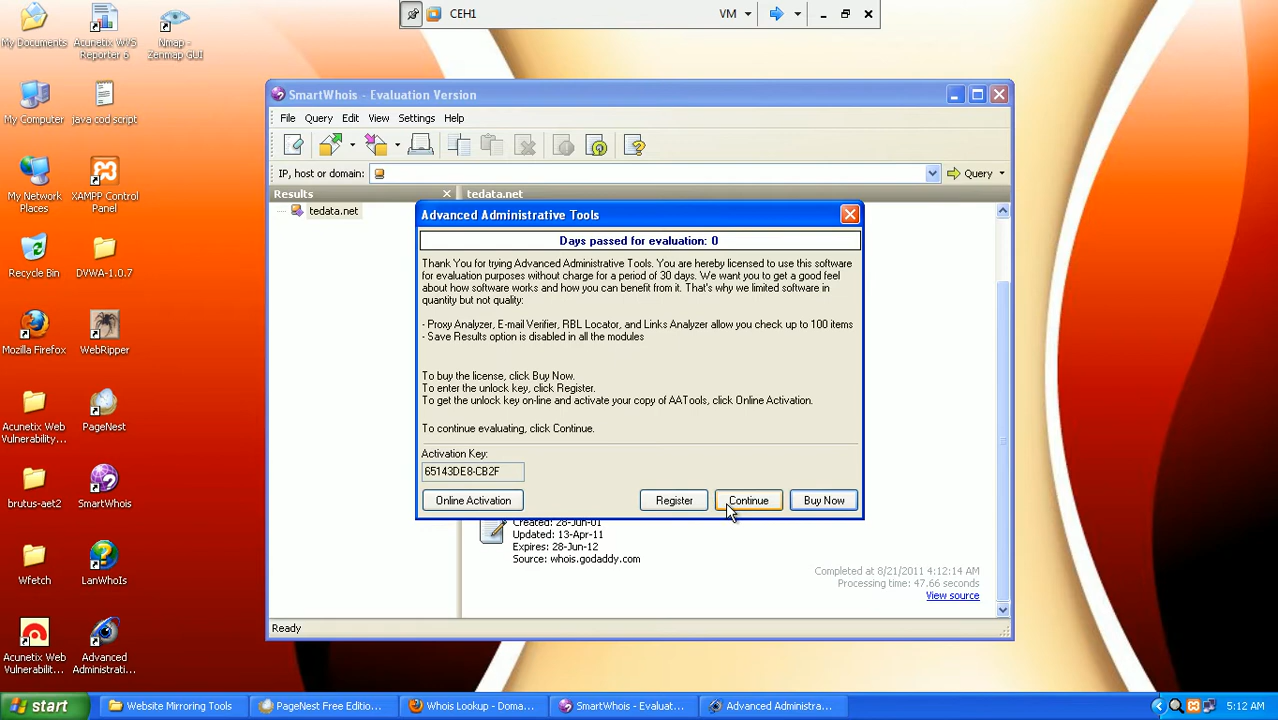 CEH1
VM
My Documents
Acunetix WVS
Reporter 6
Nmap -
Zenmap GUI
My Computer
java cod script
My Network
Places
XAMPP Control
Panel
Recycle Bin
DVWA-1.0.7
Mozilla Firefox
WebRipper
Acunetix Web
Vulnerability...
PageNest
brutus-aet2
SmartWhois
Wfetch
LanWhoIs
Acunetix Web
Vulnerabilit...
Advanced
Administrati...
SmartWhois - Evaluation Version
File Query Edit View Settings Help
IP, host or domain:
Query
Results
tedata.net
tedata.net
Advanced Administrative Tools
Days passed for evaluation: 0
Thank You for trying Advanced Administrative Tools. You are hereby licensed to use this software
for evaluation purposes without charge for a period of 30 days. We want you to get a good feel
about how software works and how you can benefit from it. That's why we limited software in
quantity but not quality:
- Proxy Analyzer, E-mail Verifier, RBL Locator, and Links Analyzer allow you check up to 100 items
- Save Results option is disabled in all the modules
To buy the license, click Buy Now.
To enter the unlock key, click Register.
To get the unlock key on-line and activate your copy of AATools, click Online Activation.
To continue evaluating, click Continue.
Activation Key:
65143DE8-CB2F
Online Activation
Register
Continue
Buy Now
Created: 28-Jun-01
Updated: 13-Apr-11
Expires: 28-Jun-12
Source: whois.godaddy.com
Completed at 8/21/2011 4:12:14 AM
Processing time: 47.66 seconds
View source
Ready
start
Website Mirroring Tools
PageNest Free Editio...
Whois Lookup - Doma...
SmartWhois - Evaluat...
Advanced Administra...
5:12 AM